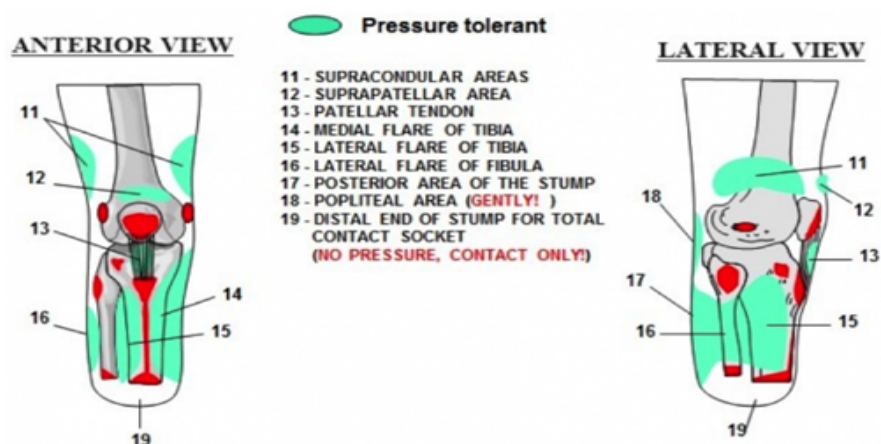 Pressure tolerant
ANTERIOR VIEW
LATERAL VIEW
11 - SUPRACONDULAR AREAS
12 - SUPRAPATELLAR AREA
13 - PATELLAR TENDON
14 - MEDIAL FLARE OF TIBIA
15 - LATERAL FLARE OF TIBIA
16 - LATERAL FLARE OF FIBULA
17 - POSTERIOR AREA OF THE STUMP
18 - POPLITEAL AREA (GENTLY! )
19 - DISTAL END OF STUMP FOR TOTAL
CONTACT SOCKET
(NO PRESSURE, CONTACT ONLY!)
11
12
13
14
16
15
19
11
18
12
13
17
16
15
19